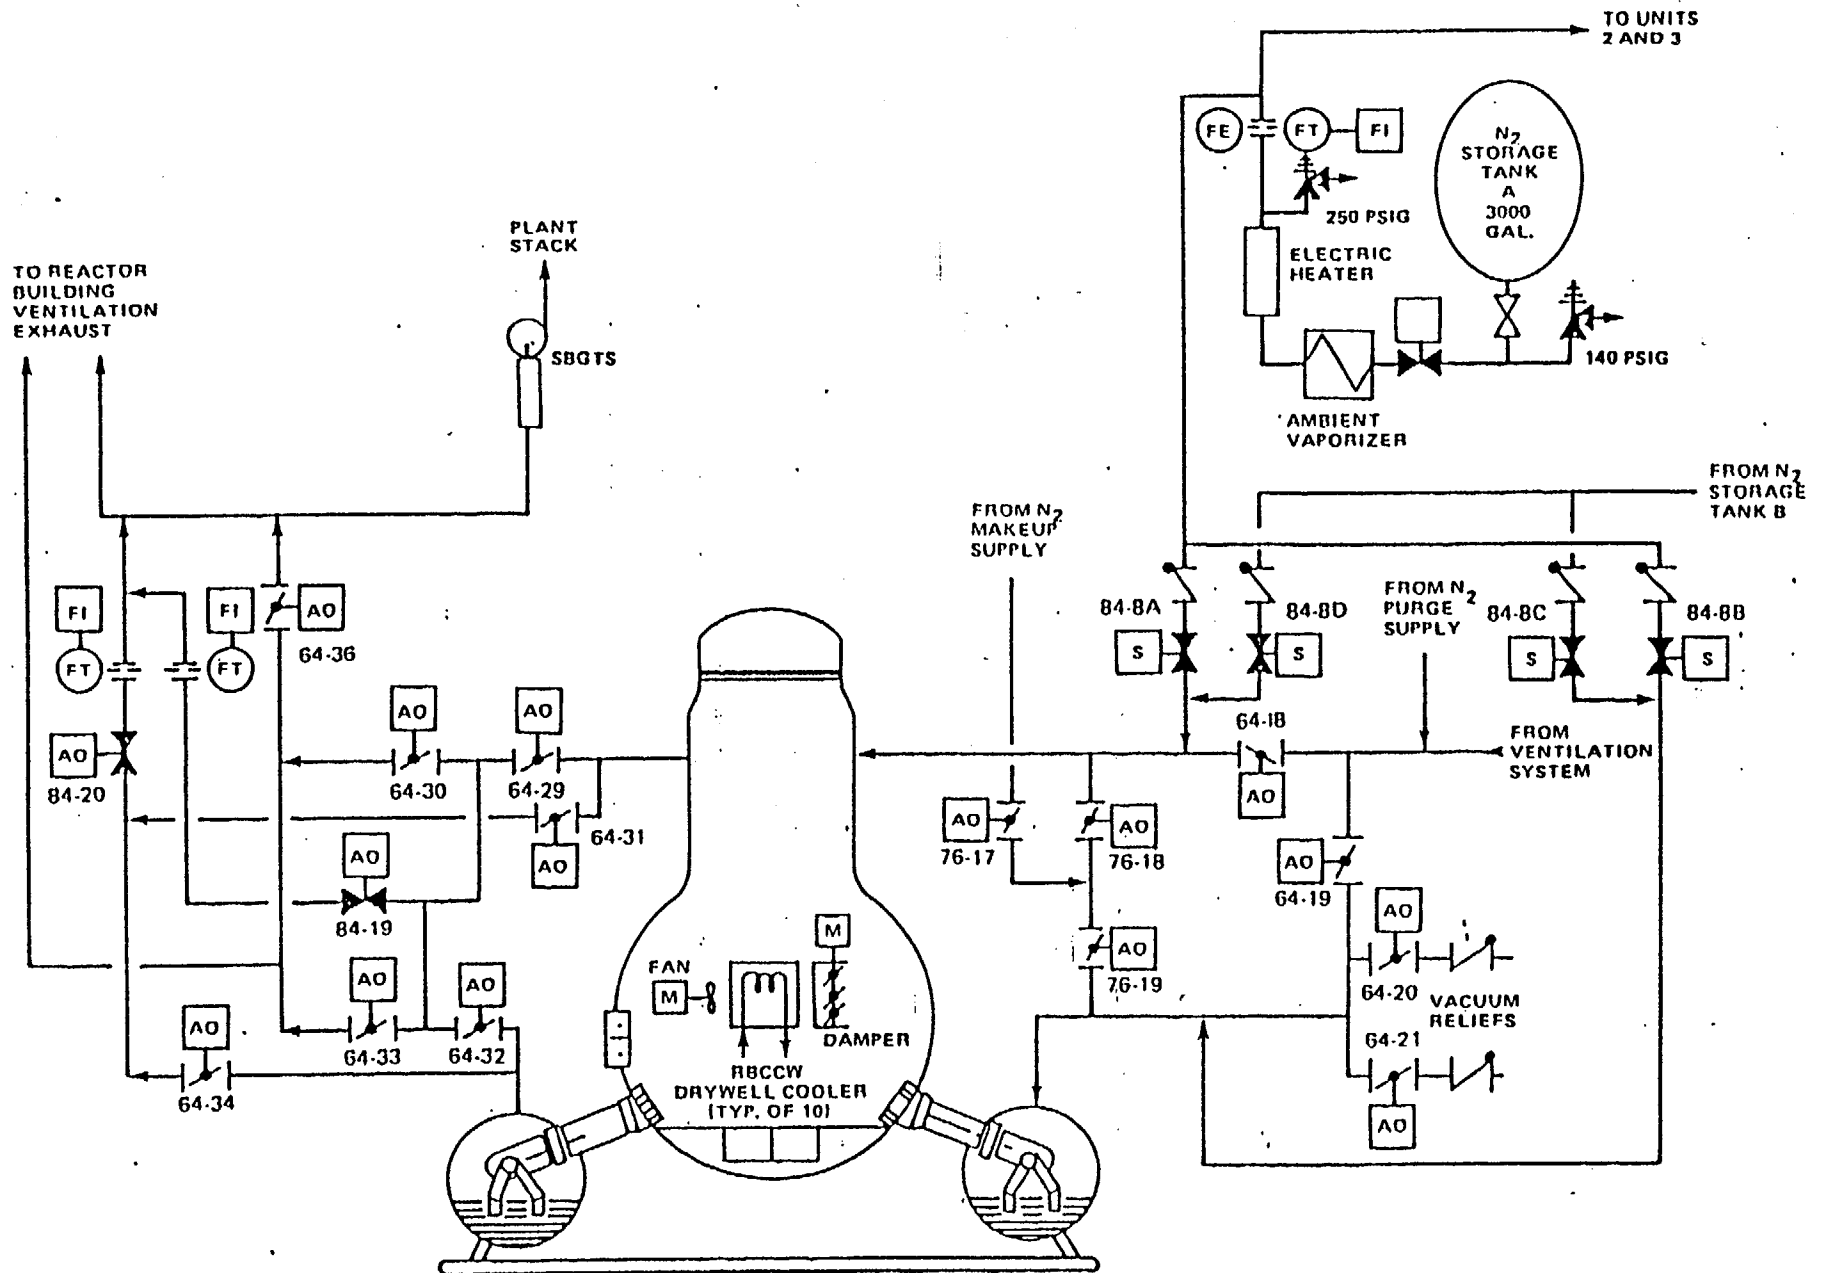 TO UNITS
2 AND 3
FE
FT
FI
N2
STORAGE
TANK
A
3000
GAL.
250 PSIG
ELECTRIC
HEATER
140 PSIG
AMBIENT
VAPORIZER
PLANT
STACK
SBGTS
TO REACTOR
BUILDING
VENTILATION
EXHAUST
FROM N2
STORAGE
TANK B
FROM N2
MAKEUP
SUPPLY
FROM N2
PURGE
SUPPLY
84-8A
84-8D
84-8C
84-8B
S
S
S
S
FI
FT
FI
FT
AO
64-36
AO
84-20
AO
64-30
AO
64-29
AO
64-31
AO
84-19
AO
64-33
AO
64-32
AO
64-34
64-18
AO
FROM
VENTILATION
SYSTEM
AO
76-17
AO
76-18
AO
64-19
AO
76-19
AO
64-20
VACUUM
RELIEFS
64-21
AO
FAN
M
M
DAMPER
RBCCW
DRYWELL COOLER
(TYP. OF 10)